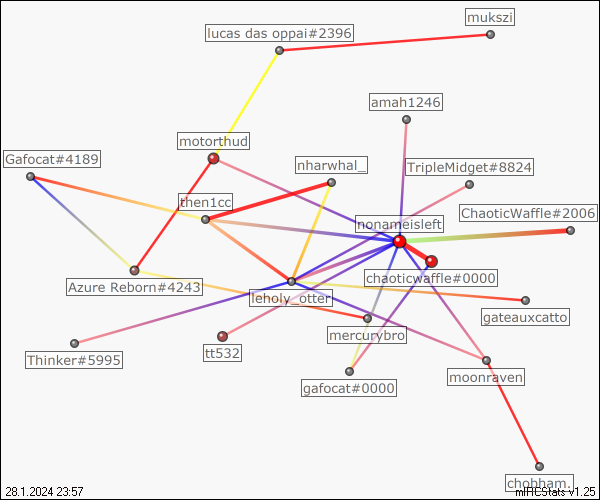 mukszi
lucas das oppai#2396
amah1246
motorthud
Gafocat#4189
nharwhal_
TripleMidget#8824
then1cc
ChaoticWaffle#2006
nonameisleft
chaoticwaffle#0000
Azure Reborn#4243
leholy_otter
gateauxcatto
mercurybro
Thinker#5995
tt532
gafocat#0000
moonraven
chobham.
28.1.2024 23:57
mIRCStats v1.25